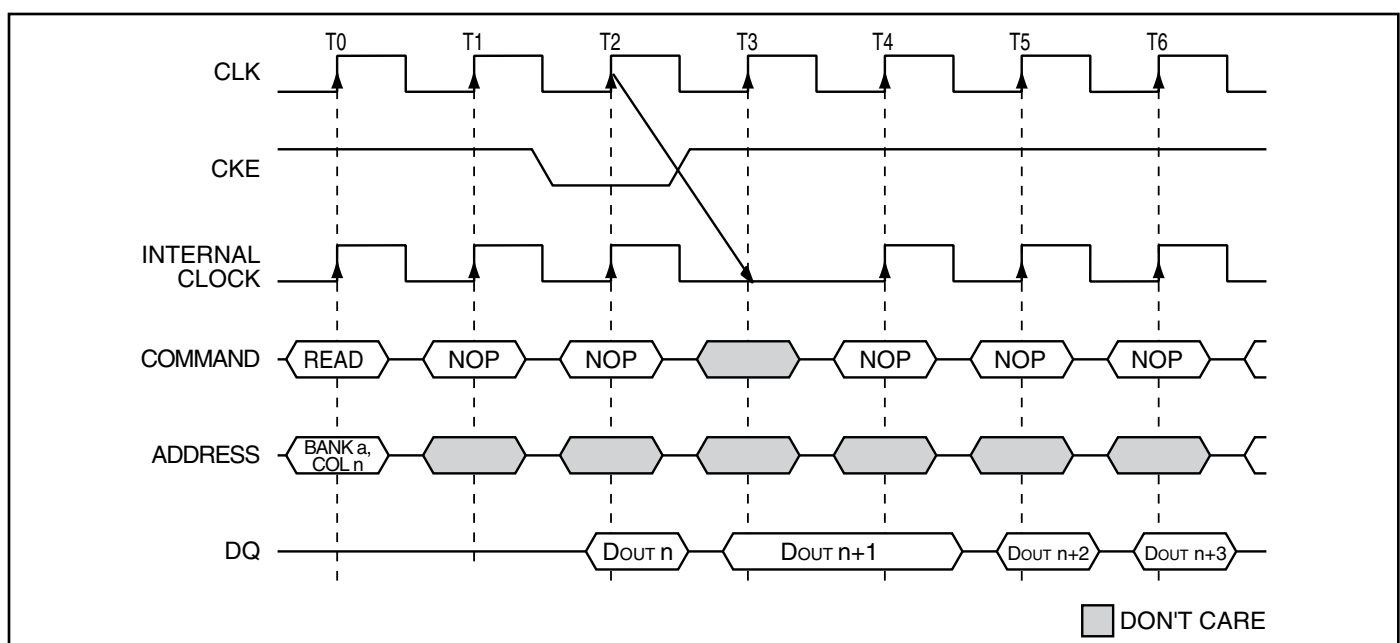 T0 T1 T2 T3 T4 T5 T6
CLK
CKE
INTERNAL
CLOCK
COMMAND READ NOP NOP NOP NOP NOP
ADDRESS BANK a,
COL n
DQ DOUT n DOUT n+1 DOUT n+2 DOUT n+3
DON'T CARE